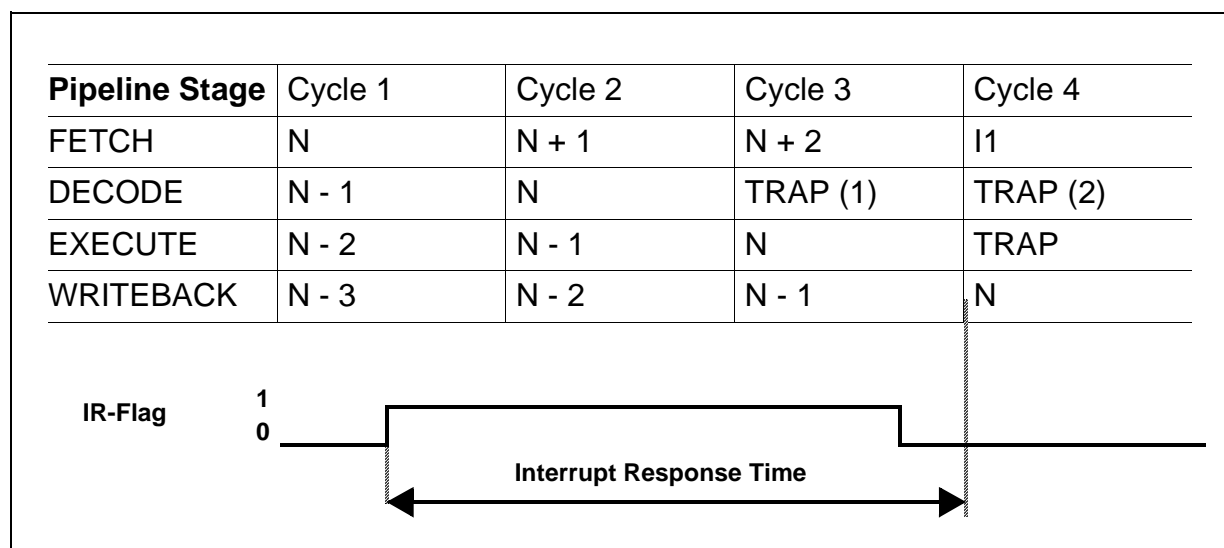 Pipeline Stage Cycle 1 Cycle 2 Cycle 3 Cycle 4
FETCH N N + 1 N + 2 I1
DECODE N - 1 N TRAP (1) TRAP (2)
EXECUTE N - 2 N - 1 N TRAP
WRITEBACK N - 3 N - 2 N - 1 N
IR-Flag 1
0
Interrupt Response Time